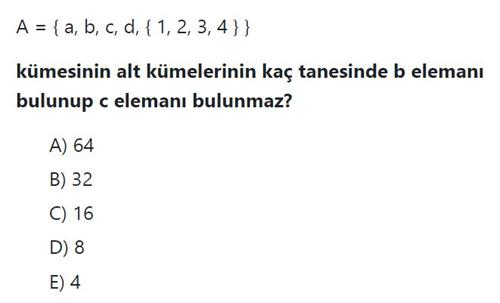 A = { a, b, c, d, { 1, 2, 3, 4 } }
kümesinin alt kümelerinin kaç tanesinde b elemanı
bulunup c elemanı bulunmaz?
A) 64
B) 32
C) 16
D) 8
E) 4